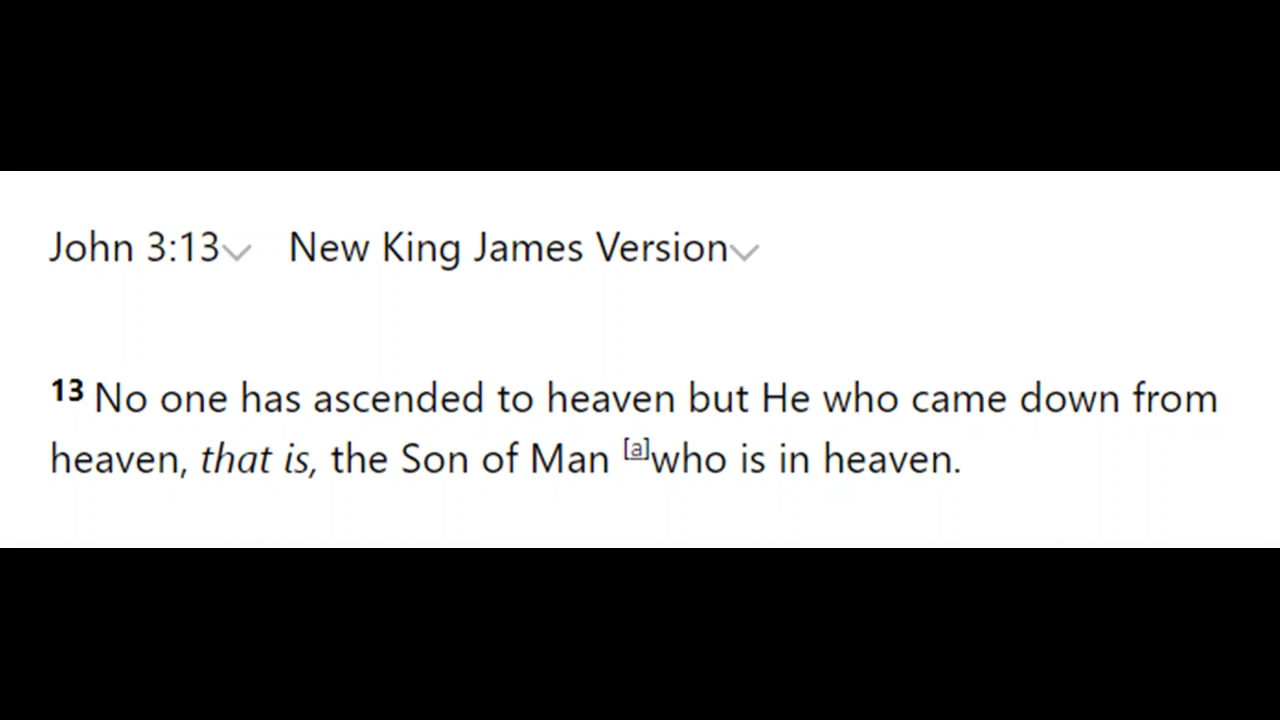 John 3:13 New King James Version
13 No one has ascended to heaven but He who came down from
heaven, that is, the Son of Man [a]who is in heaven.